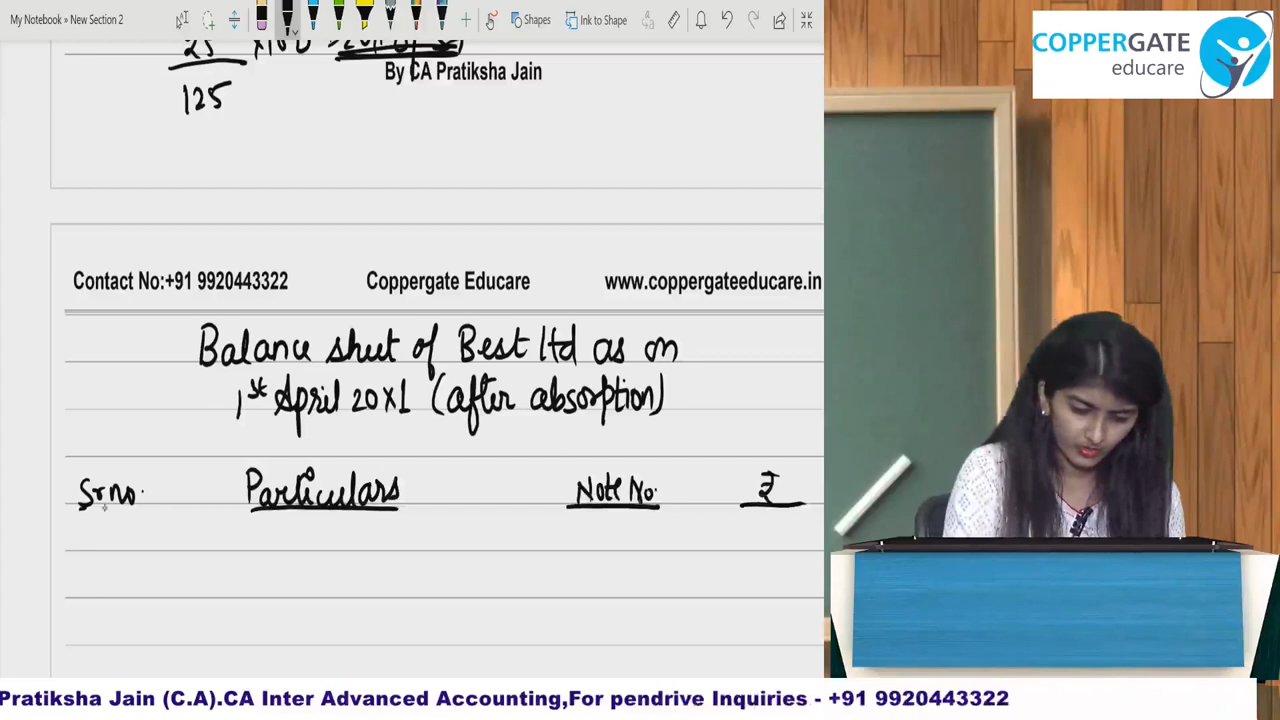 My Notebook » New Section 2
Shapes
Ink to Shape
By CA Pratiksha Jain
125
COPPERGATE
educare
Contact No:+91 9920443322 Coppergate Educare www.coppergateeducare.in
Balance sheet of Best ltd as on
1st April 20X1 (after absorption)
Sr no. Particulars Note No. ₹
Pratiksha Jain (C.A).CA Inter Advanced Accounting,For pendrive Inquiries - +91 9920443322